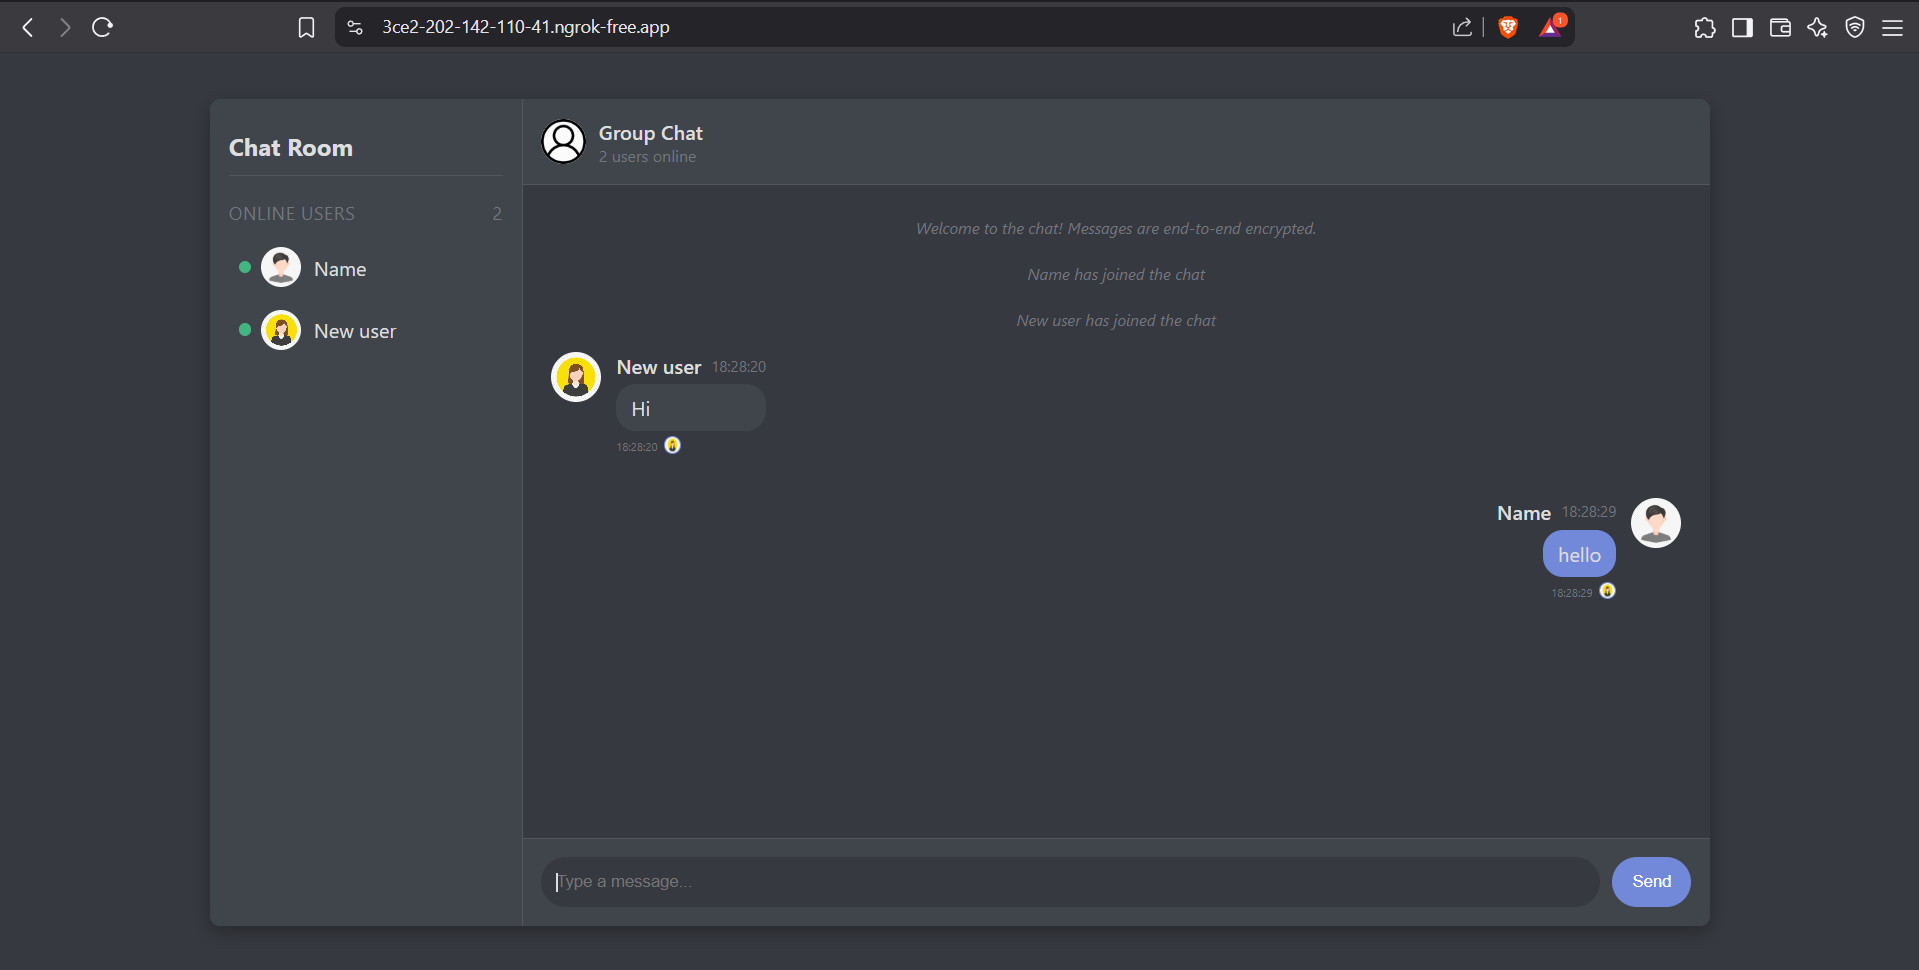 3ce2-202-142-110-41.ngrok-free.app
1
Chat Room
ONLINE USERS 2
Name
New user
Group Chat
2 users online
Welcome to the chat! Messages are end-to-end encrypted.
Name has joined the chat
New user has joined the chat
New user 18:28:20
Hi
18:28:20
Name 18:28:29
hello
18:28:29
Type a message...
Send